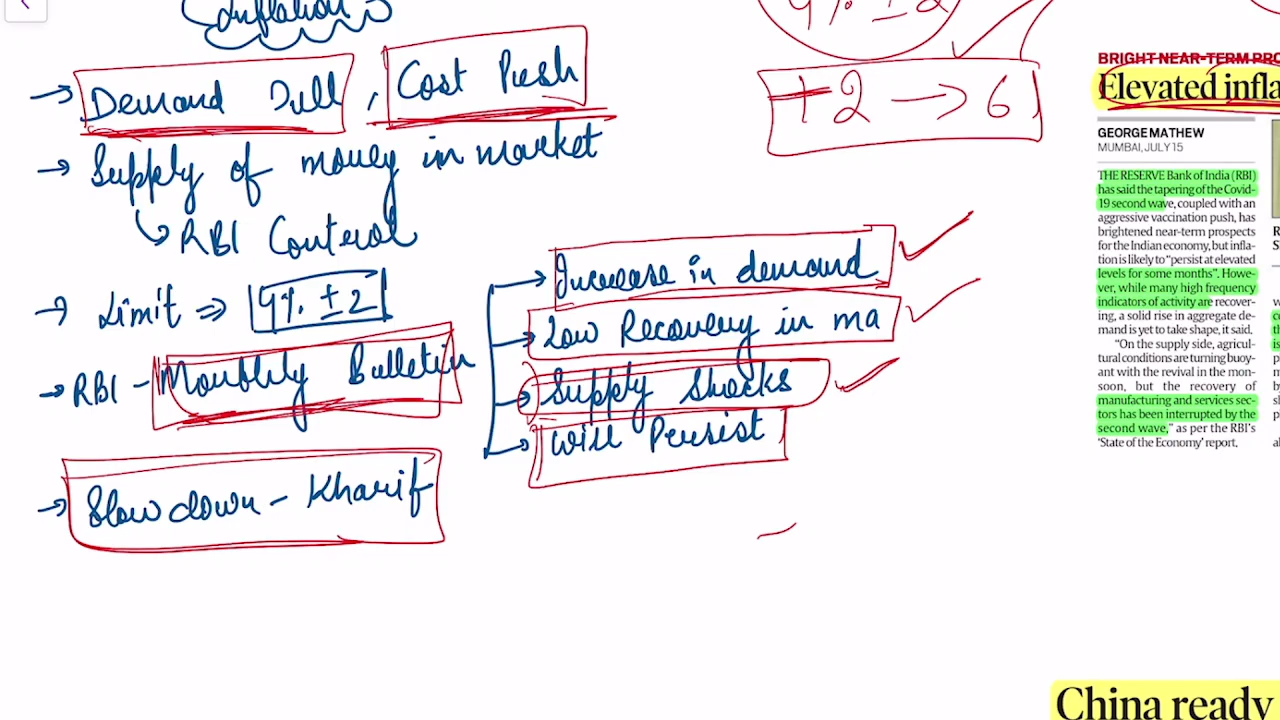 Inflation
→ Demand Pull, Cost Push
→ Supply of money in market
↳ RBI Control
→ Limit ⇒ 4% ±2
→ RBI - Monthly Bulletin
→ Slow down - Kharif
4% ±2
+2 → 6
→ Increase in demand
→ Low Recovery in ma
→ Supply Shocks
→ Will Persist
BRIGHT NEAR-TERM PRO
Elevated infla
GEORGE MATHEW
MUMBAI, JULY 15
THE RESERVE Bank of India (RBI)
has said the tapering of the Covid-
19 second wave, coupled with an
aggressive vaccination push, has
brightened near-term prospects
for the Indian economy, but infla-
tion is likely to "persist at elevated
levels for some months". Howe-
ver, while many high frequency
indicators of activity are recover-
ing, a solid rise in aggregate de-
mand is yet to take shape, it said.
"On the supply side, agricul-
tural conditions are turning buoy-
ant with the revival in the mon-
soon, but the recovery of
manufacturing and services sec-
tors has been interrupted by the
second wave," as per the RBI's
'State of the Economy' report.
China ready